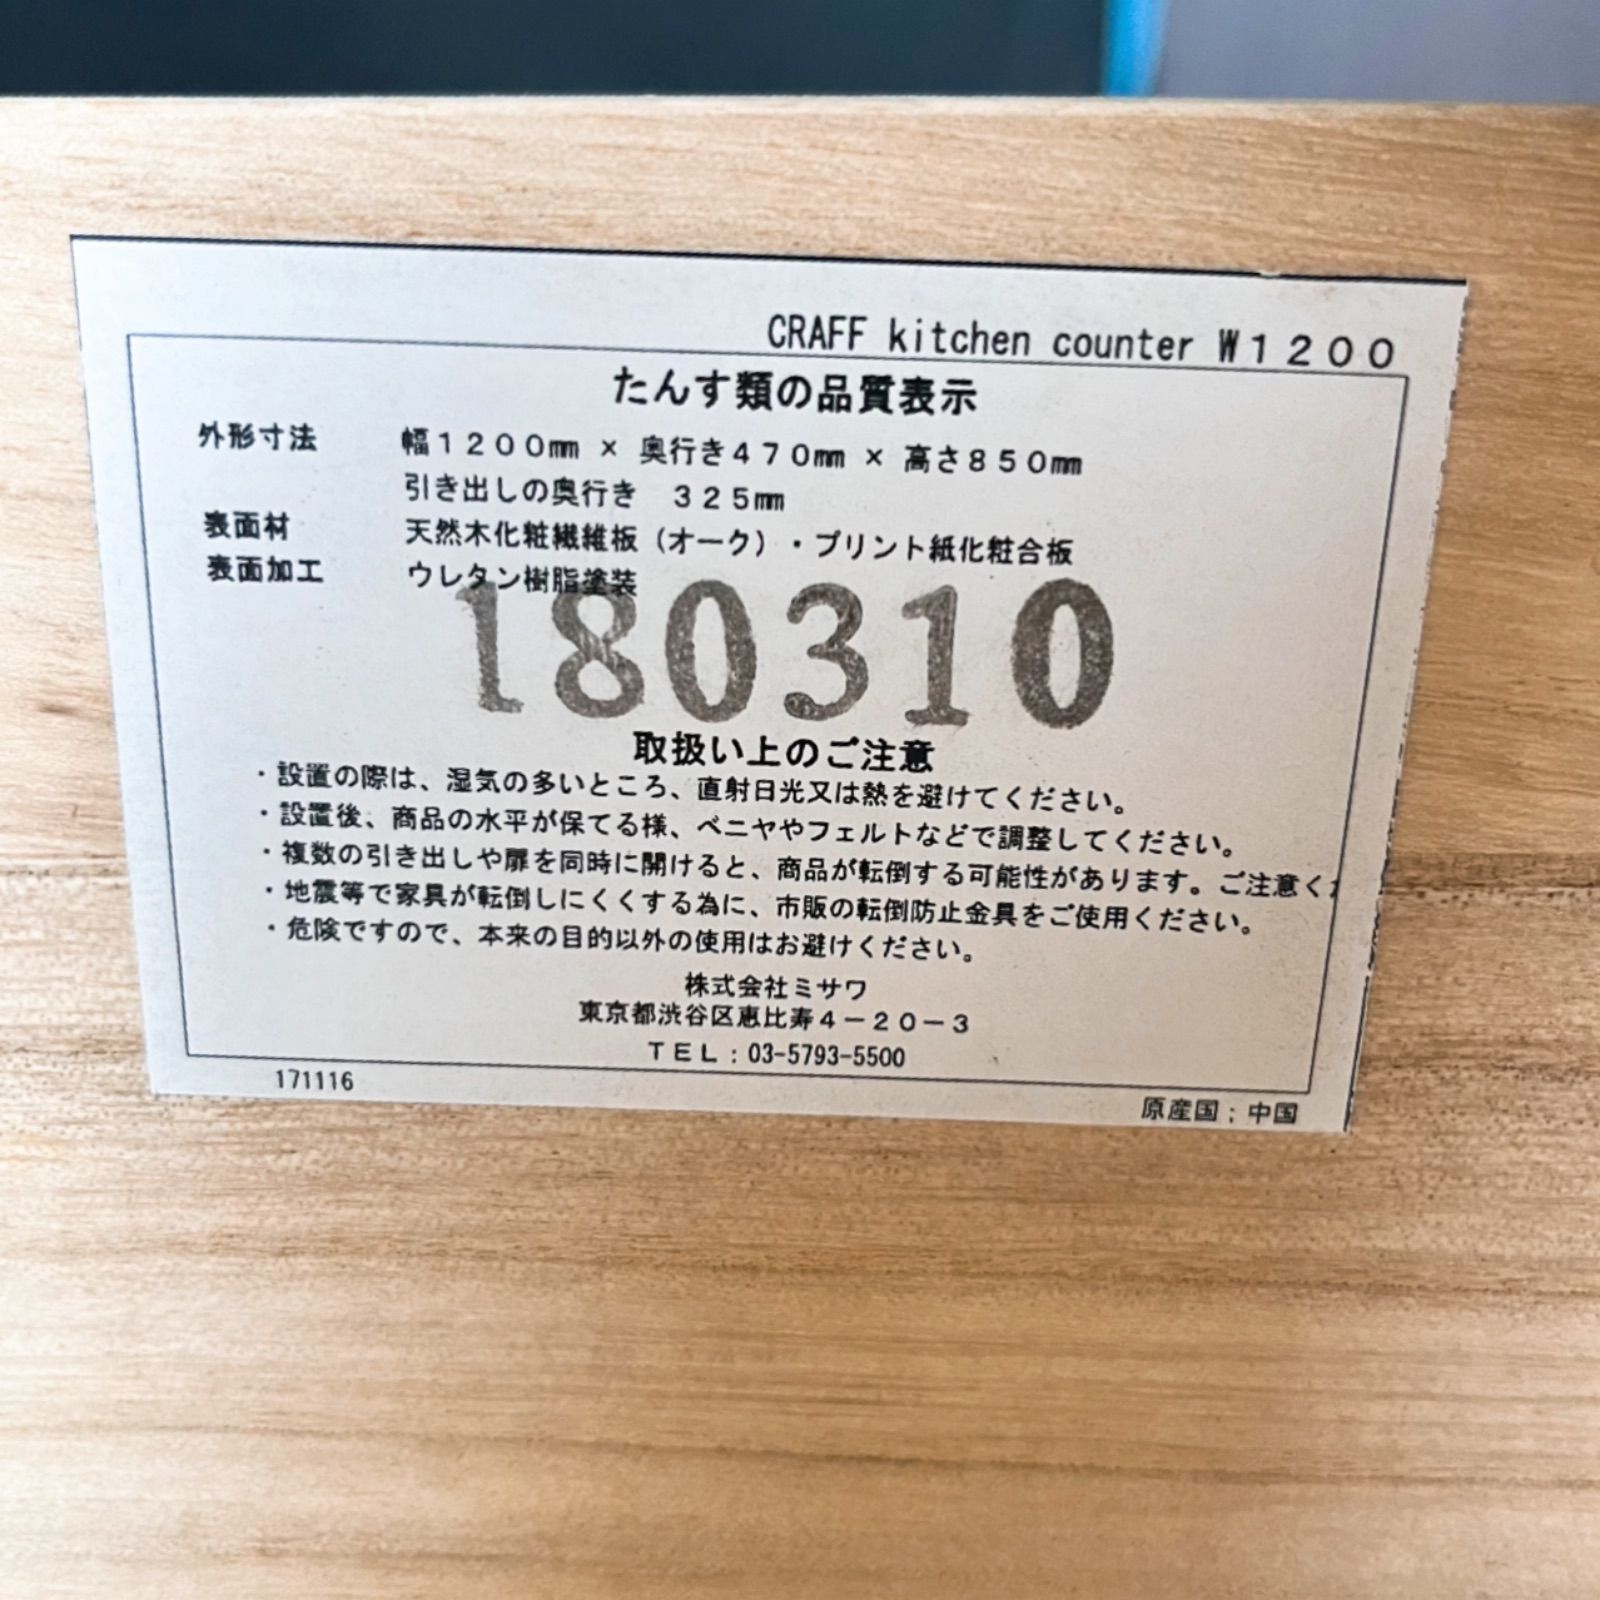 CRAFF kitchen counter W1200
たんす類の品質表示
外形寸法 幅1200㎜ × 奥行き470㎜ × 高さ850㎜
引き出しの奥行き 325㎜
表面材 天然木化粧繊維板（オーク）・プリント紙化粧合板
表面加工 ウレタン樹脂塗装
180310
取扱い上のご注意
・設置の際は、湿気の多いところ、直射日光又は熱を避けてください。
・設置後、商品の水平が保てる様、ベニヤやフェルトなどで調整してください。
・複数の引き出しや扉を同時に開けると、商品が転倒する可能性があります。ご注意く
・地震等で家具が転倒しにくくする為に、市販の転倒防止金具をご使用ください。
・危険ですので、本来の目的以外の使用はお避けください。
株式会社ミサワ
東京都渋谷区恵比寿4－20－3
TEL：03-5793-5500
171116
原産国：中国